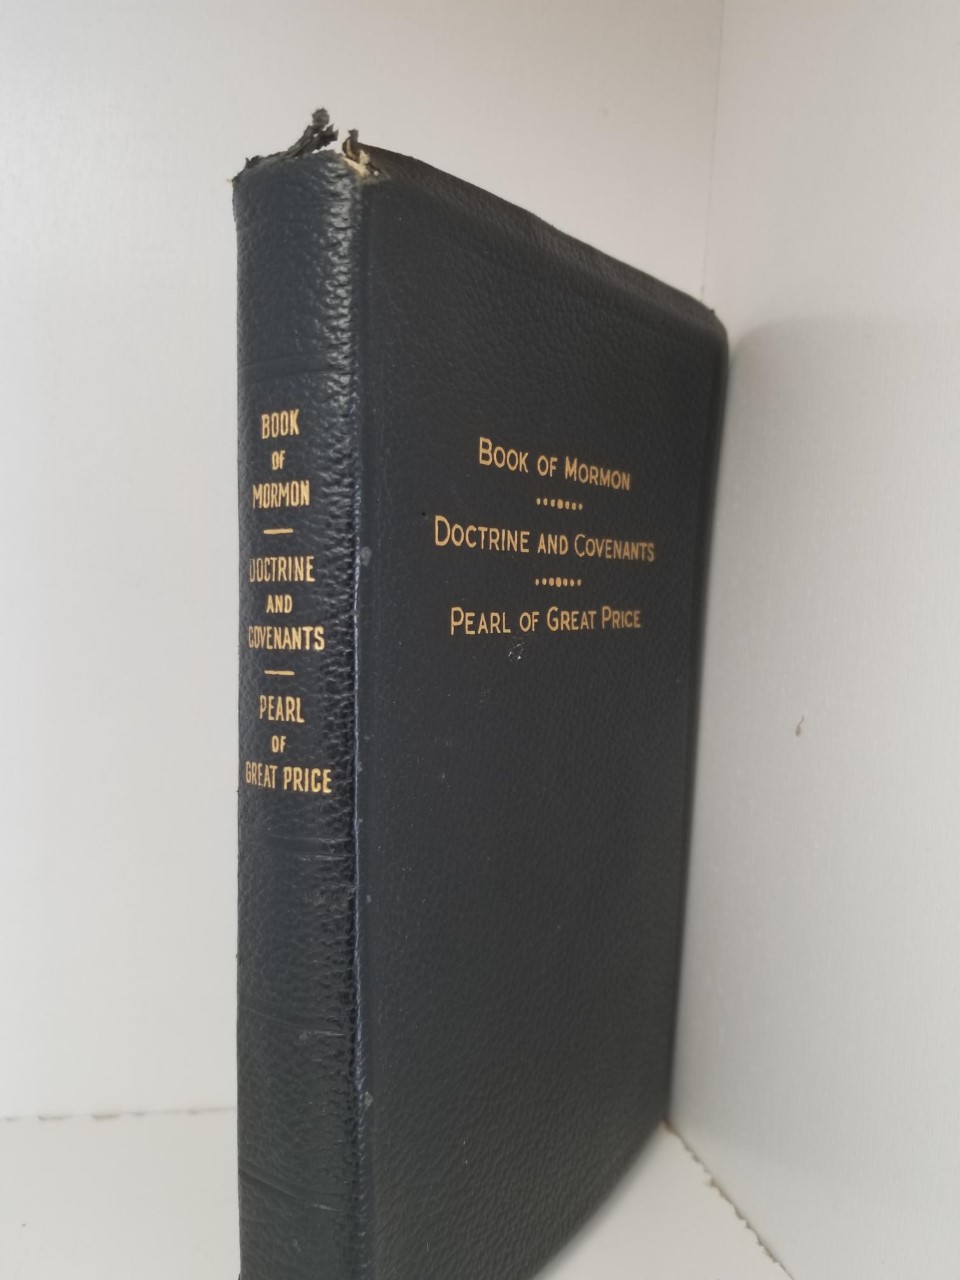 BOOK
OF
MORMON
DOCTRINE
AND
COVENANTS
PEARL
OF
GREAT PRICE
BOOK OF MORMON
DOCTRINE AND COVENANTS
PEARL OF GREAT PRICE